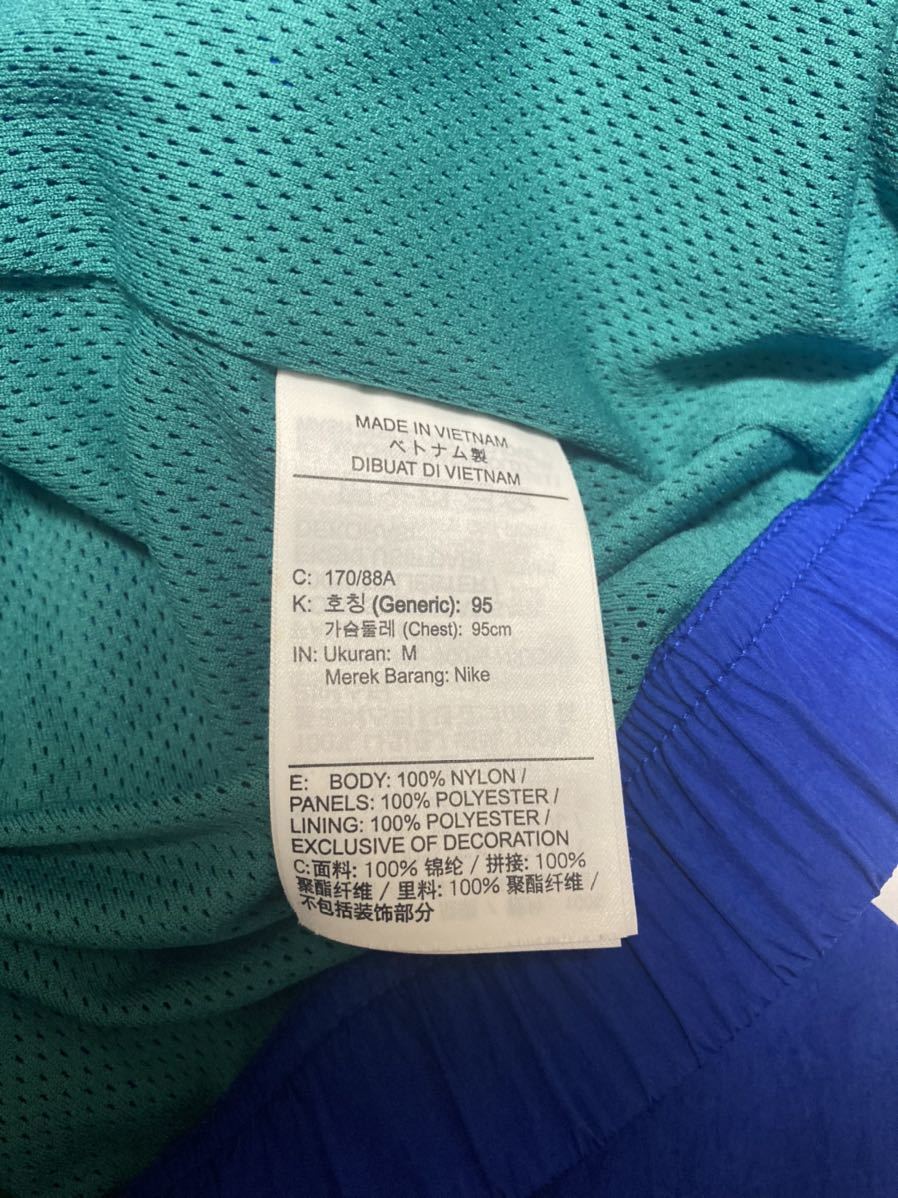 MADE IN VIETNAM
ベトナム製
DIBUAT DI VIETNAM
C: 170/88A
K: 호칭 (Generic): 95
가슴둘레 (Chest): 95cm
IN: Ukuran: M
Merek Barang: Nike
E: BODY: 100% NYLON /
PANELS: 100% POLYESTER /
LINING: 100% POLYESTER /
EXCLUSIVE OF DECORATION
C:面料: 100% 锦纶 / 拼接: 100%
聚酯纤维 / 里料: 100% 聚酯纤维 /
不包括装饰部分